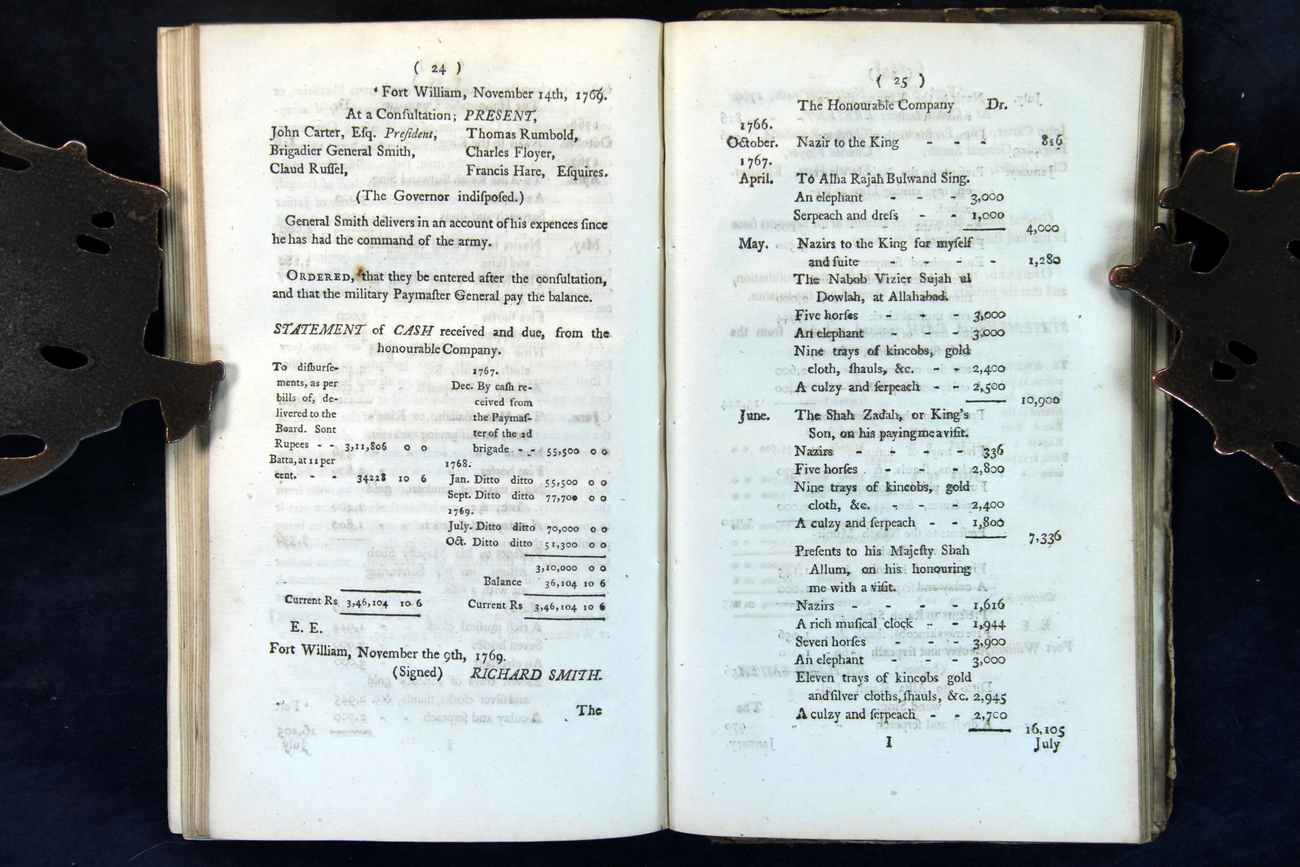 ( 24 )
‘ Fort William, November 14th, 1769.
At a Conſultation; PRESENT,
John Carter, Eſq. Preſident, Thomas Rumbold,
Brigadier General Smith, Charles Floyer,
Claud Ruſſel, Francis Hare, Eſquires.
(The Governor indiſpoſed.)
General Smith delivers in an account of his expences ſince
he has had the command of the army.
ORDERED, that they be entered after the conſultation,
and that the military Paymaſter General pay the balance.
STATEMENT of CASH received and due, from the
honourable Company.
To diſburſe-
ments, as per
bills of, de-
livered to the
Board. Sont
Rupees - - 3,11,806 0 0
Batta, at 11 per
cent. - - 34228 10 6
Current Rs 3,46,104 10 6
1767.
Dec. By caſh re-
ceived from
the Paymaſ-
ter of the 2d
brigade - - 55,500 0 0
1768.
Jan. Ditto ditto 55,500 0 0
Sept. Ditto ditto 77,700 0 0
1769.
July. Ditto ditto 70,000 0 0
Oct. Ditto ditto 51,300 0 0
3,10,000 0 0
Balance 36,104 10 6
Current Rs 3,46,104 10 6
E. E.
Fort William, November the 9th, 1769.
(Signed) RICHARD SMITH.
The
( 25 )
The Honourable Company Dr.
1766.
October. Nazir to the King - - - 816
1767.
April. To Alha Rajah Bulwand Sing.
An elephant - - - 3,000
Serpeach and dreſs - - 1,000
4,000
May. Nazirs to the King for myſelf
and ſuite - - - - - 1,280
The Nabob Vizier Sujah ul
Dowlah, at Allahabad.
Five horſes - - - 3,000
An elephant - - - 3,000
Nine trays of kincobs, gold
cloth, ſhauls, &c. - - 2,400
A culzy and ſerpeach - - 2,500
10,900
June. The Shah Zadah, or King's
Son, on his paying me a viſit.
Nazirs - - - - - 336
Five horſes - - - 2,800
Nine trays of kincobs, gold
cloth, &c. - - - 2,400
A culzy and ſerpeach - - 1,800
7,336
Preſents to his Majeſty Shah
Allum, on his honouring
me with a viſit.
Nazirs - - - - 1,616
A rich muſical clock - - 1,944
Seven horſes - - - 3,900
An elephant - - - 3,000
Eleven trays of kincobs gold
and ſilver cloths, ſhauls, &c. 2,945
A culzy and ſerpeach - - 2,700
16,105
I July